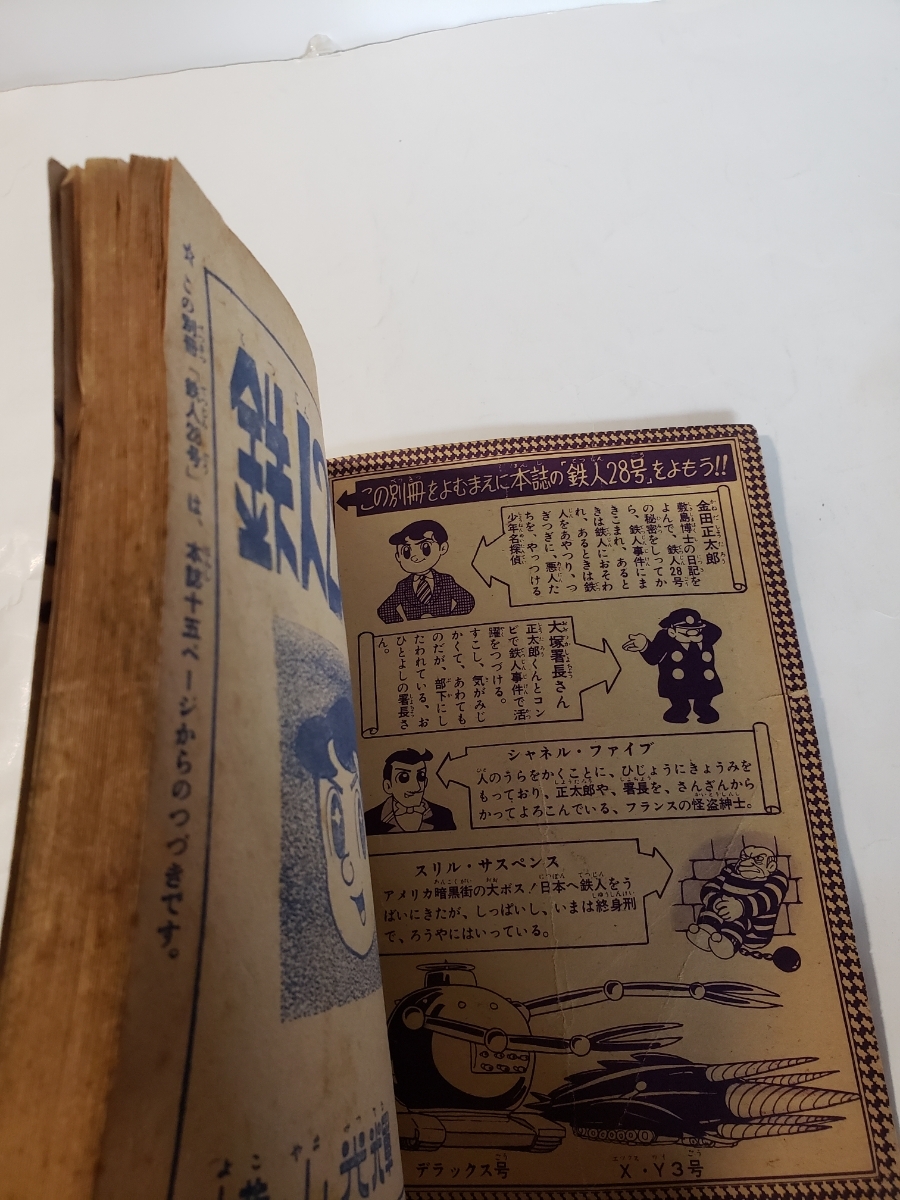 この別冊をよむまえに本誌の「鉄人28号」をよもう!!
金田正太郎
敷島博士の日記を
よんで、鉄人28号
の秘密をしってか
ら、鉄人事件にま
きこまれ、あると
きは鉄人におそわ
れ、あるときは鉄
人をあやつり、つ
ぎつぎに、悪人た
ちを、やっつける
少年名探偵
大塚署長さん
正太郎くんとコン
ビで鉄人事件で活
躍をつづける。
すこし、気がみじ
かくて、あわても
のだが、部下にし
たわれている、お
ひとよしの署長さ
ん。
シャネル・ファイブ
人のうらをかくことに、ひじょうにきょうみを
もっており、正太郎や、署長を、さんざんから
かってよろこんでいる、フランスの怪盗紳士。
スリル・サスペンス
アメリカ暗黒街の大ボス!日本へ鉄人をう
ばいにきたが、しっぱいし、いまは終身刑
で、ろうやにはいっている。
デラックス号
X・Y3号
☆この別冊「鉄人28号」は、本誌十五ページからのつづきです。
鉄人
光輝